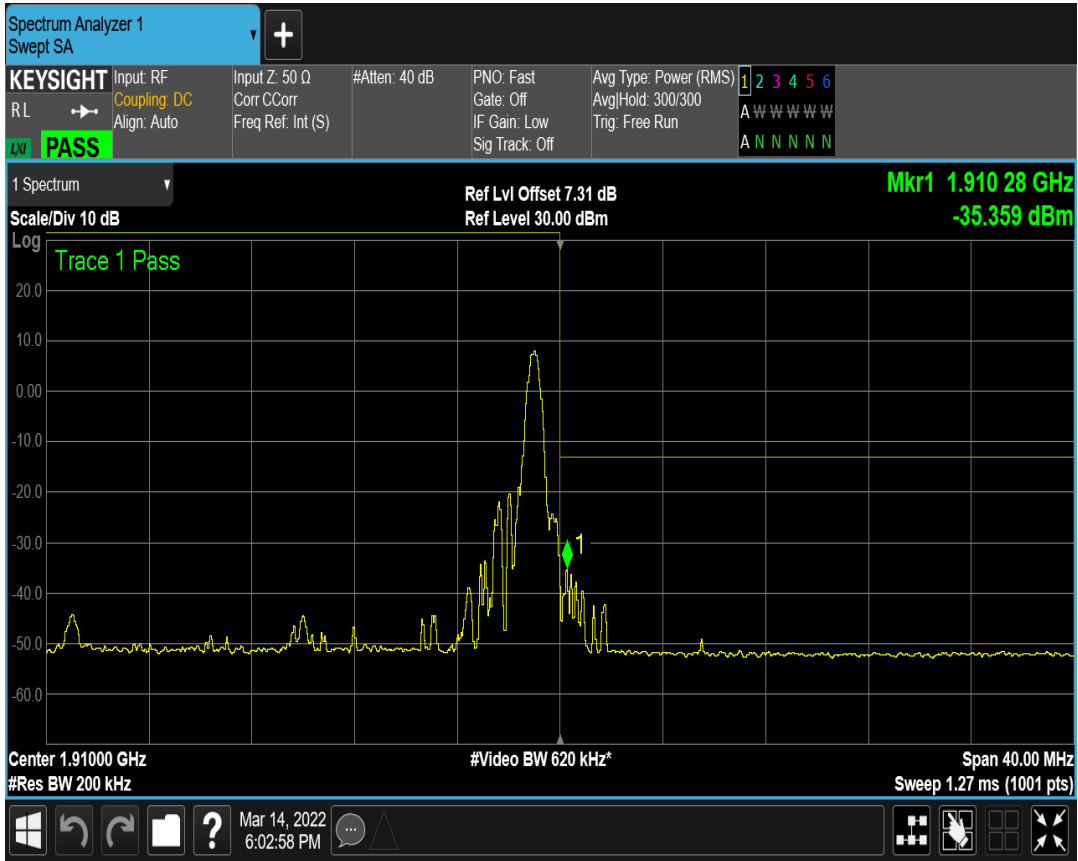 Spectrum Analyzer 1
Swept SA
+
KEYSIGHT
RL
LXI PASS
Input: RF
Coupling: DC
Align: Auto
Input Z: 50 Ω
Corr CCorr
Freq Ref: Int (S)
#Atten: 40 dB
PNO: Fast
Gate: Off
IF Gain: Low
Sig Track: Off
Avg Type: Power (RMS)
Avg|Hold: 300/300
Trig: Free Run
1 2 3 4 5 6
A W W W W W
A N N N N N
1 Spectrum
Scale/Div 10 dB
Ref Lvl Offset 7.31 dB
Ref Level 30.00 dBm
Mkr1 1.910 28 GHz
-35.359 dBm
Log
Trace 1 Pass
20.0
10.0
0.00
-10.0
-20.0
-30.0
1
-40.0
-50.0
-60.0
Center 1.91000 GHz
#Res BW 200 kHz
#Video BW 620 kHz*
Span 40.00 MHz
Sweep 1.27 ms (1001 pts)
?
Mar 14, 2022
6:02:58 PM